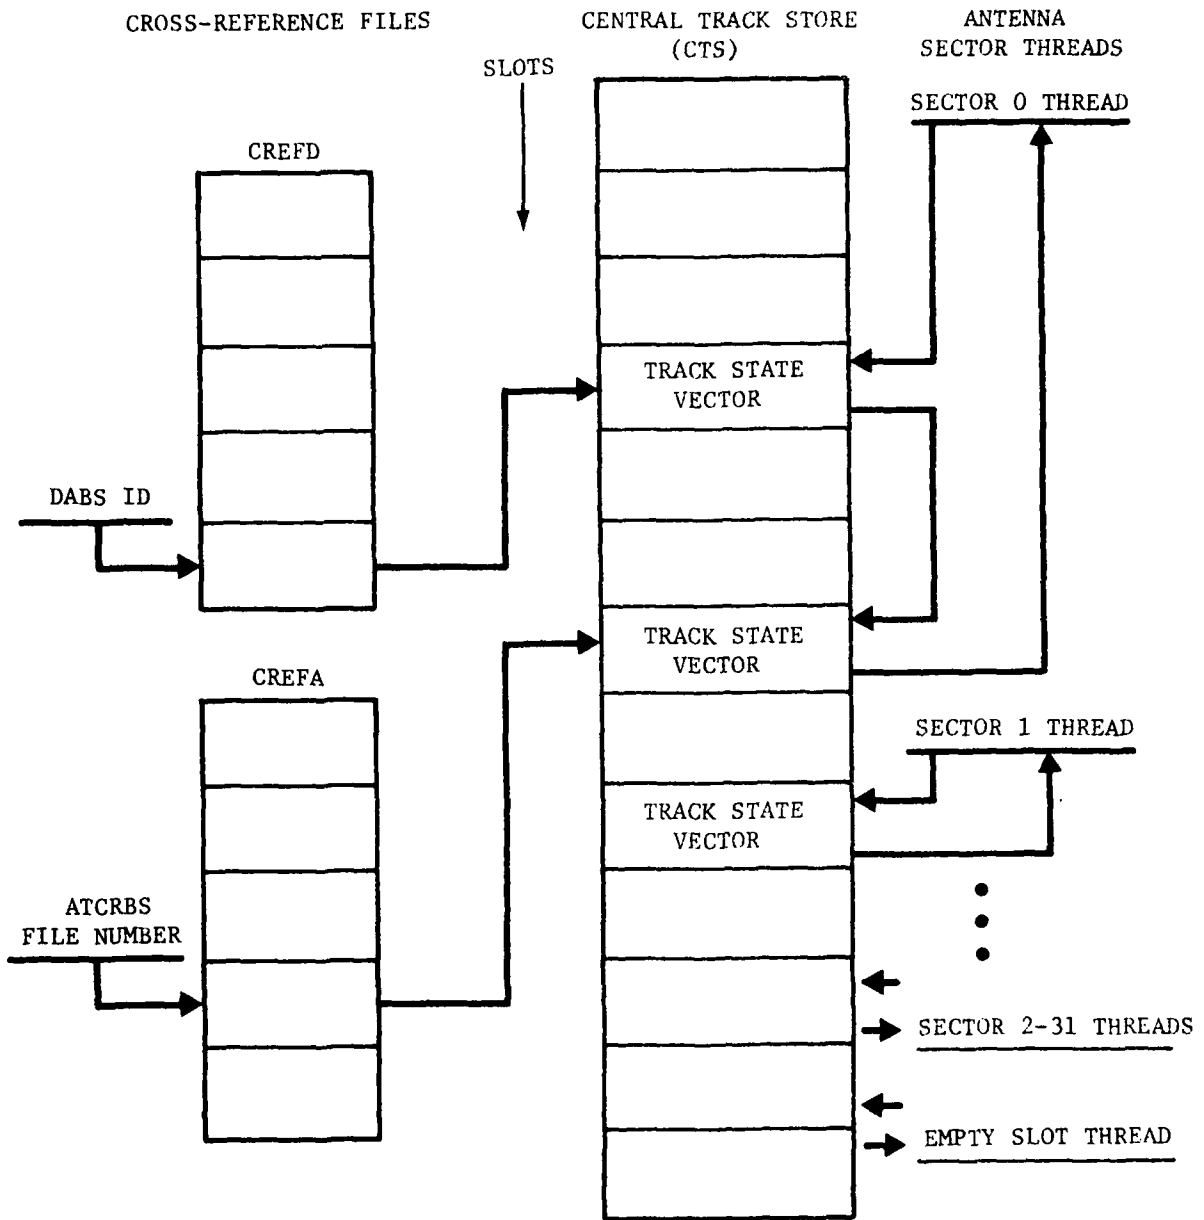 CROSS-REFERENCE FILES
CENTRAL TRACK STORE
(CTS)
ANTENNA
SECTOR THREADS
SLOTS
SECTOR 0 THREAD
CREFD
TRACK STATE
VECTOR
DABS ID
TRACK STATE
VECTOR
CREFA
SECTOR 1 THREAD
TRACK STATE
VECTOR
ATCRBS
FILE NUMBER
SECTOR 2-31 THREADS
EMPTY SLOT THREAD